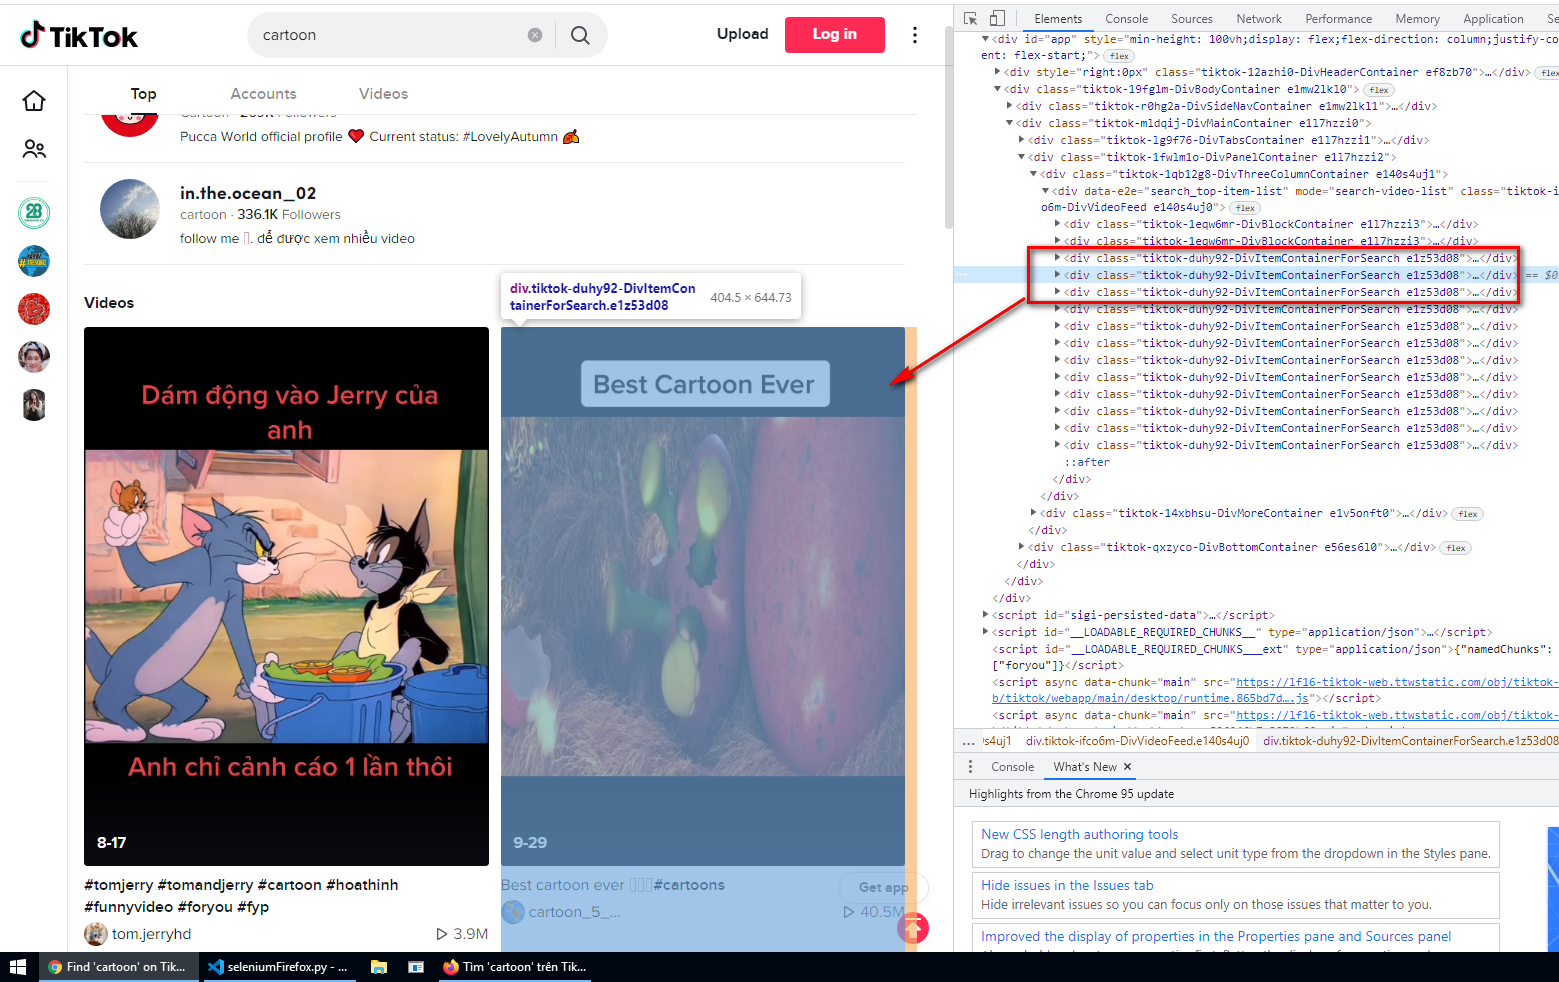 TikTok
cartoon
Upload
Log in
Top
Accounts
Videos
Pucca World official profile ❤️ Current status: #LovelyAutumn 🍂
in.the.ocean_02
cartoon · 336.1K Followers
follow me ▯. để được xem nhiều video
Videos
div.tiktok-duhy92-DivItemCon
tainerForSearch.e1z53d08
404.5 × 644.73
Dám động vào Jerry của
anh
Anh chỉ cảnh cáo 1 lần thôi
8-17
#tomjerry #tomandjerry #cartoon #hoathinh
#funnyvideo #foryou #fyp
tom.jerryhd
3.9M
Best Cartoon Ever
9-29
Best cartoon ever ▯▯▯#cartoons
Get app
cartoon_5_...
40.5M
Elements Console Sources Network Performance Memory Application Se
▼<div id="app" style="min-height: 100vh;display: flex;flex-direction: column;justify-co
ent: flex-start;"> flex
▶<div style="right:0px" class="tiktok-12azhi0-DivHeaderContainer ef8zb70">…</div> flex
▼<div class="tiktok-19fglm-DivBodyContainer e1mw2lkl0"> flex
▶<div class="tiktok-r0hg2a-DivSideNavContainer e1mw2lkl1">…</div>
▼<div class="tiktok-mldqij-DivMainContainer e1l7hzzi0">
▶<div class="tiktok-lg9f76-DivTabsContainer e1l7hzzi1">…</div>
▼<div class="tiktok-1fwlm1o-DivPanelContainer e1l7hzzi2">
▼<div class="tiktok-1qb12g8-DivThreeColumnContainer e140s4uj1">
▼<div data-e2e="search_top-item-list" mode="search-video-list" class="tiktok-i
o6m-DivVideoFeed e140s4uj0"> flex
▶<div class="tiktok-1eqw6mr-DivBlockContainer e1l7hzzi3">…</div>
▶<div class="tiktok-1eqw6mr-DivBlockContainer e1l7hzzi3">…</div>
▶<div class="tiktok-duhy92-DivItemContainerForSearch e1z53d08">…</div>
▶<div class="tiktok-duhy92-DivItemContainerForSearch e1z53d08">…</div> == $0
▶<div class="tiktok-duhy92-DivItemContainerForSearch e1z53d08">…</div>
▶<div class="tiktok-duhy92-DivItemContainerForSearch e1z53d08">…</div>
▶<div class="tiktok-duhy92-DivItemContainerForSearch e1z53d08">…</div>
▶<div class="tiktok-duhy92-DivItemContainerForSearch e1z53d08">…</div>
▶<div class="tiktok-duhy92-DivItemContainerForSearch e1z53d08">…</div>
▶<div class="tiktok-duhy92-DivItemContainerForSearch e1z53d08">…</div>
▶<div class="tiktok-duhy92-DivItemContainerForSearch e1z53d08">…</div>
▶<div class="tiktok-duhy92-DivItemContainerForSearch e1z53d08">…</div>
▶<div class="tiktok-duhy92-DivItemContainerForSearch e1z53d08">…</div>
▶<div class="tiktok-duhy92-DivItemContainerForSearch e1z53d08">…</div>
::after
</div>
</div>
▶<div class="tiktok-14xbhsu-DivMoreContainer e1v5onft0">…</div> flex
</div>
▶<div class="tiktok-qxzyco-DivBottomContainer e56es6l0">…</div> flex
</div>
</div>
</div>
▶<script id="sigi-persisted-data">…</script>
▶<script id="__LOADABLE_REQUIRED_CHUNKS__" type="application/json">…</script>
<script id="__LOADABLE_REQUIRED_CHUNKS___ext" type="application/json">{"namedChunks":
["foryou"]}</script>
<script async data-chunk="main" src="https://lf16-tiktok-web.ttwstatic.com/obj/tiktok-
b/tiktok/webapp/main/desktop/runtime.865bd7d….js"></script>
<script async data-chunk="main" src="https://lf16-tiktok-web.ttwstatic.com/obj/tiktok-
... 0s4uj1 div.tiktok-ifco6m-DivVideoFeed.e140s4uj0 div.tiktok-duhy92-DivItemContainerForSearch.e1z53d08
Console What's New ×
Highlights from the Chrome 95 update
New CSS length authoring tools
Drag to change the unit value and select unit type from the dropdown in the Styles pane.
Hide issues in the Issues tab
Hide irrelevant issues so you can focus only on those issues that matter to you.
Improved the display of properties in the Properties pane and Sources panel
Find 'cartoon' on Tik...
seleniumFirefox.py - ...
Tìm 'cartoon' trên Tik...